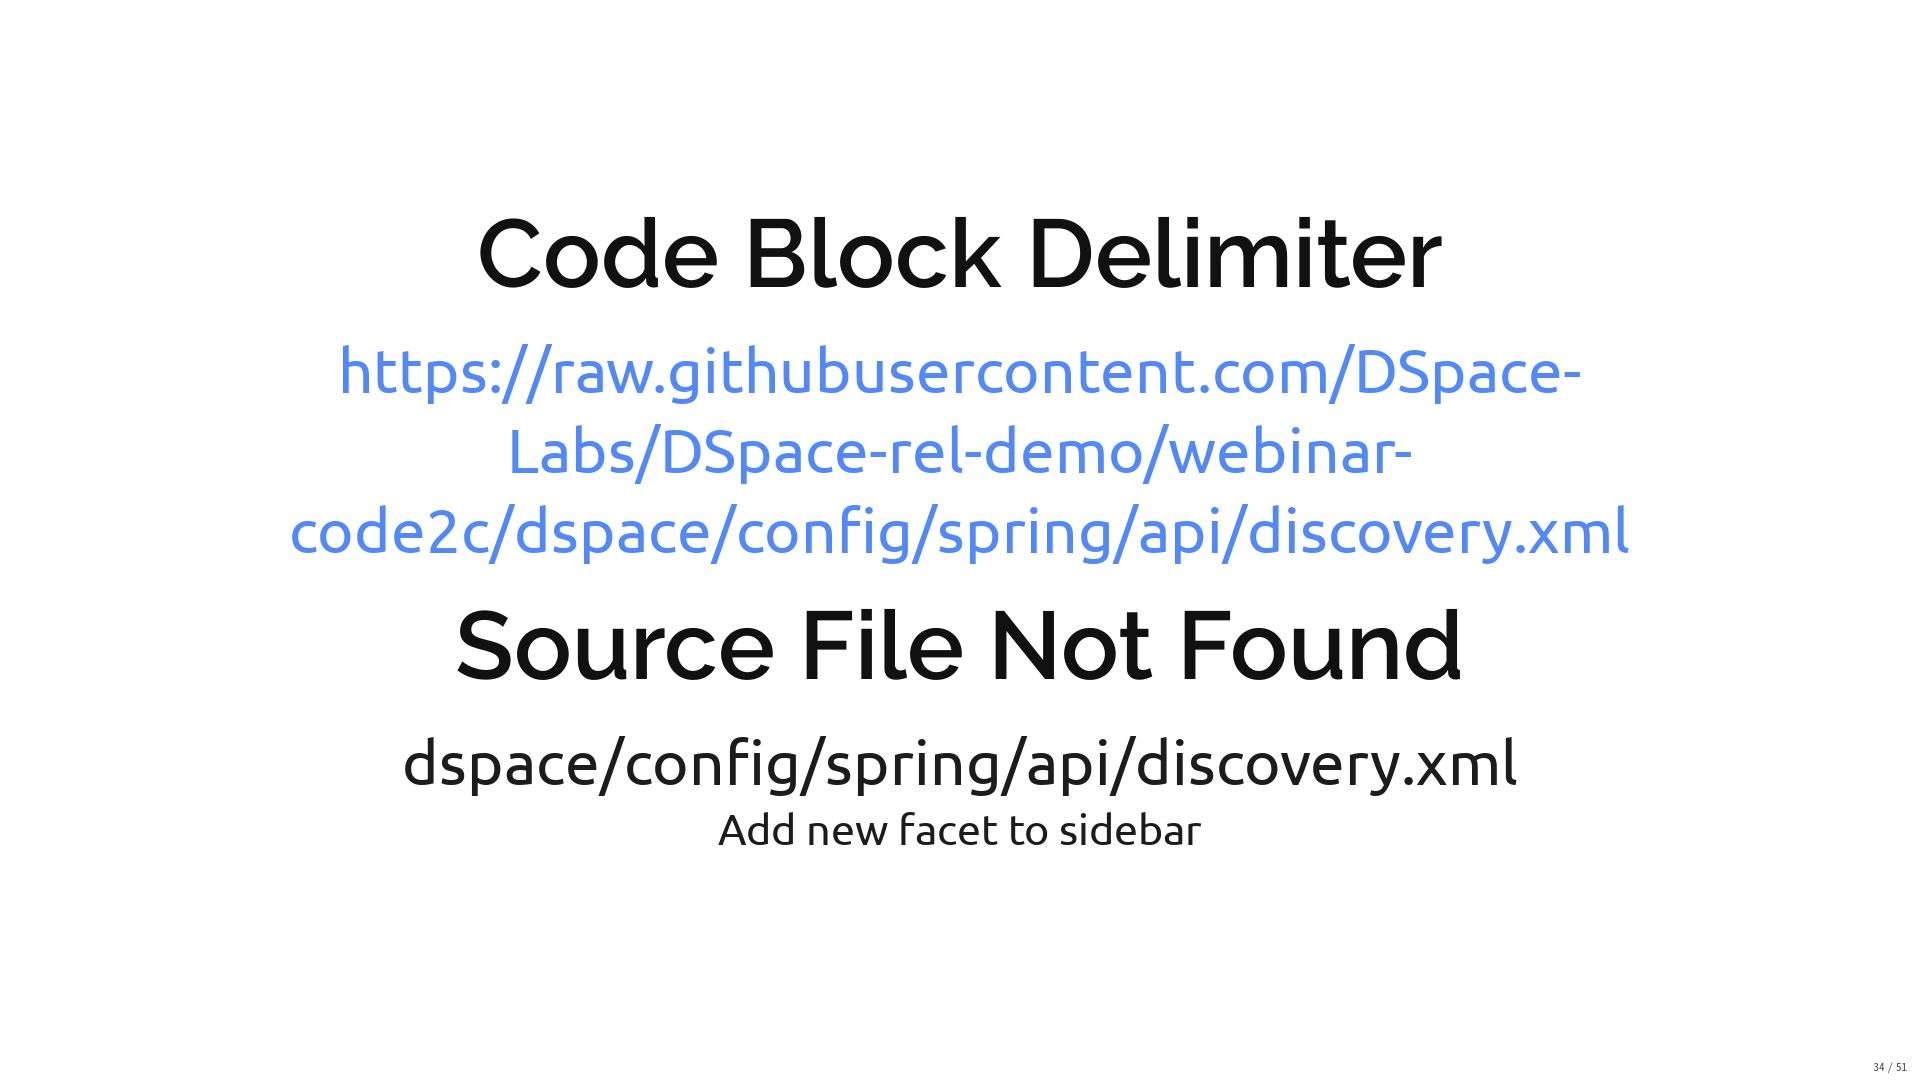 Code Block Delimiter
https://raw.githubusercontent.com/DSpace-
Labs/DSpace-rel-demo/webinar-
code2c/dspace/config/spring/api/discovery.xml
Source File Not Found
dspace/config/spring/api/discovery.xml
Add new facet to sidebar
34 / 51